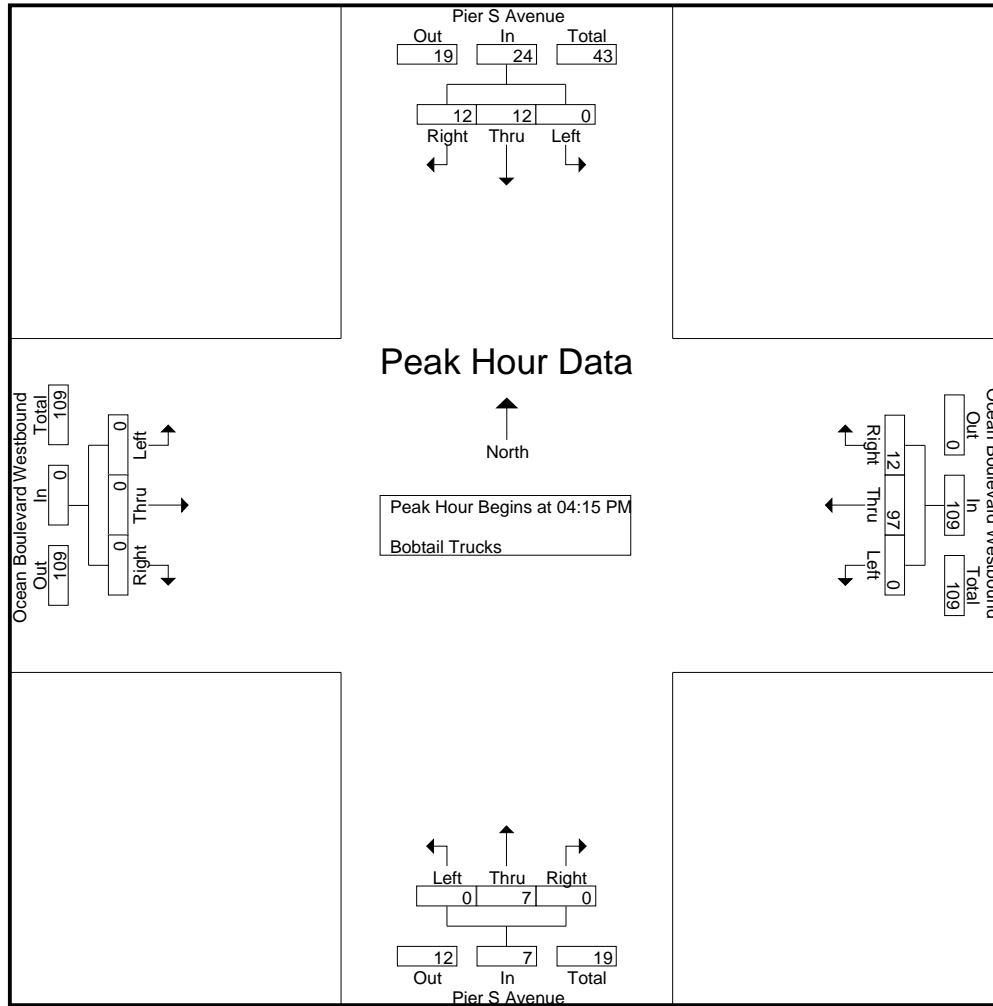 Pier S Avenue
Out In Total
19 24 43
12 12 0
Right Thru Left
Peak Hour Data
North
Peak Hour Begins at 04:15 PM
Bobtail Trucks
Ocean Boulevard Westbound
Total In Out
109 0 109
0 0 0
Left Thru Right
Ocean Boulevard Westbound
Out In Total
0 109 109
12 97 0
Right Thru Left
Left Thru Right
0 7 0
12 7 19
Out In Total
Pier S Avenue